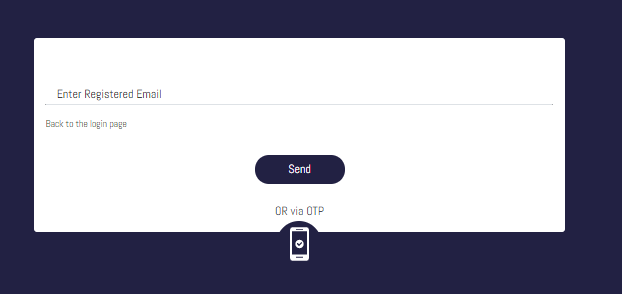 Enter Registered Email
Back to the login page
Send
OR via OTP